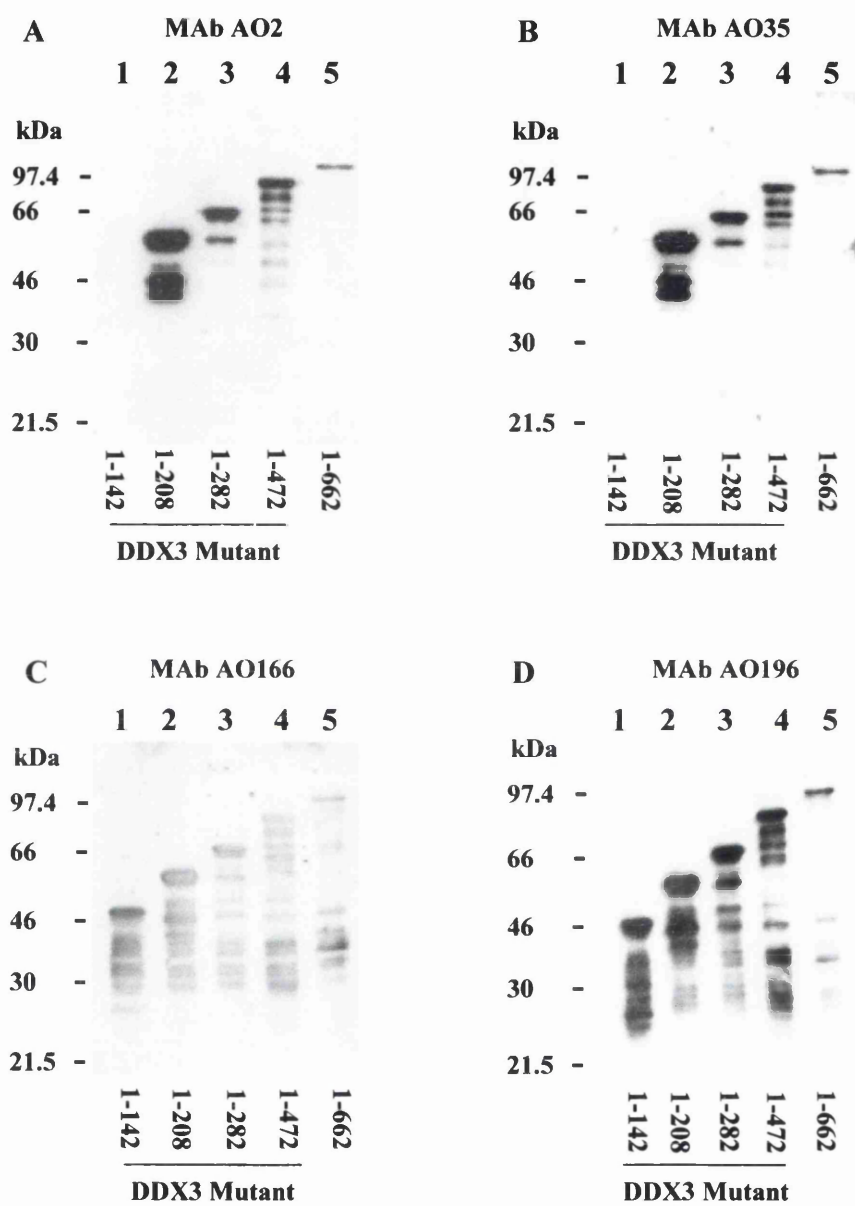 A MAb AO2
1 2 3 4 5
kDa
97.4 -
66 -
46 -
30 -
21.5 -
1-142 1-208 1-282 1-472 1-662
DDX3 Mutant
B MAb AO35
1 2 3 4 5
kDa
97.4 -
66 -
46 -
30 -
21.5 -
1-142 1-208 1-282 1-472 1-662
DDX3 Mutant
C MAb AO166
1 2 3 4 5
kDa
97.4 -
66 -
46 -
30 -
21.5 -
1-142 1-208 1-282 1-472 1-662
DDX3 Mutant
D MAb AO196
1 2 3 4 5
kDa
97.4 -
66 -
46 -
30 -
21.5 -
1-142 1-208 1-282 1-472 1-662
DDX3 Mutant